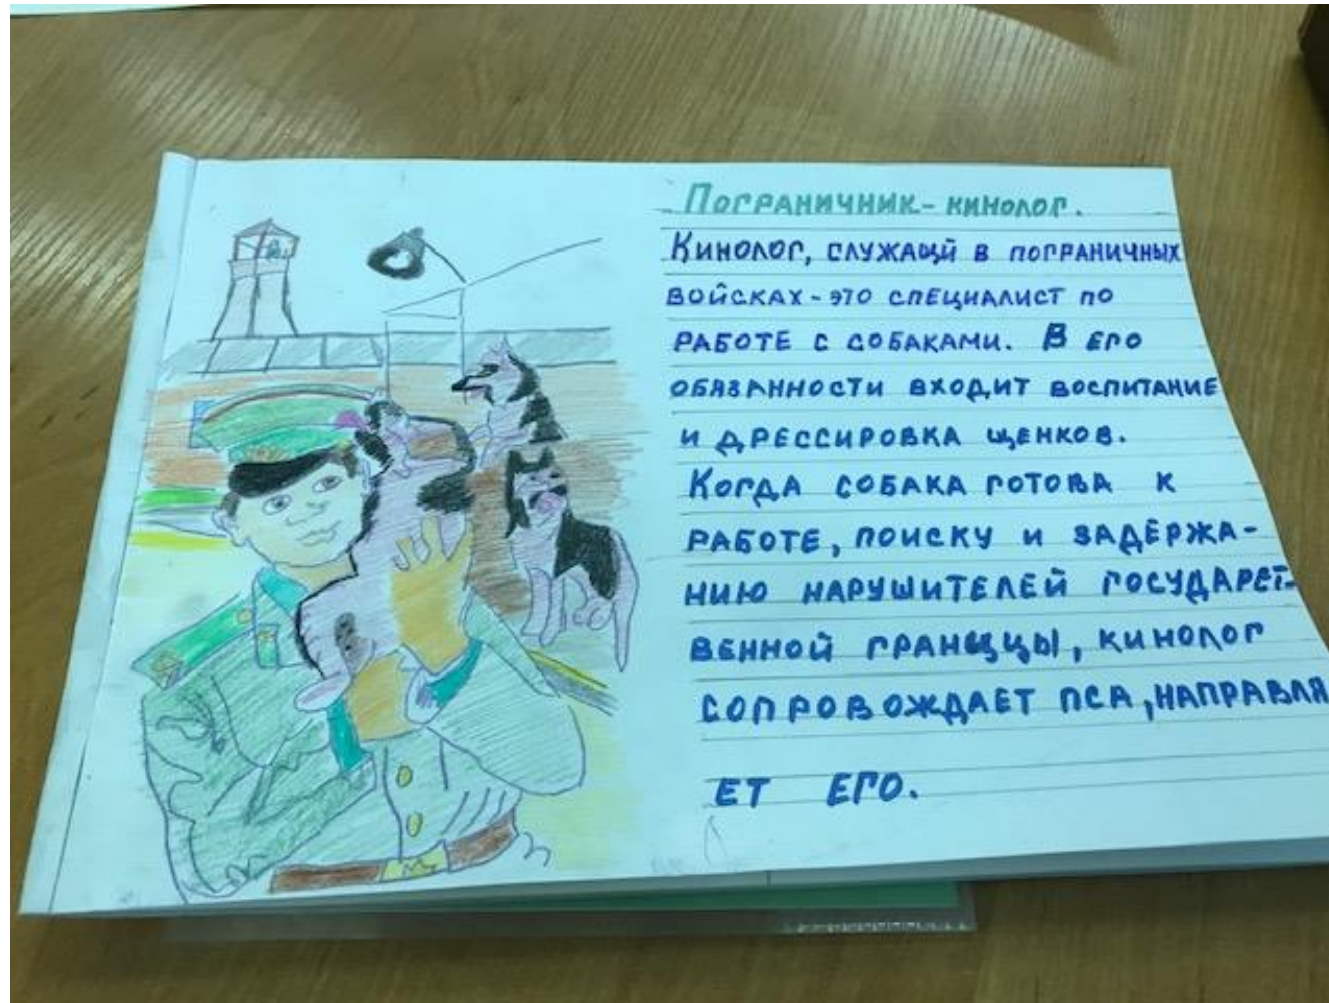 Пограничник - кинолог.
Кинолог, служащй в пограничных
войсках - это специалист по
работе с собаками. В его
обязанности входит воспитание
и дрессировка щенков.
Когда собака готова к
работе, поиску и задержа-
нию нарушителей государст-
венной границы, кинолог
сопровождает пса, направля
ет его.